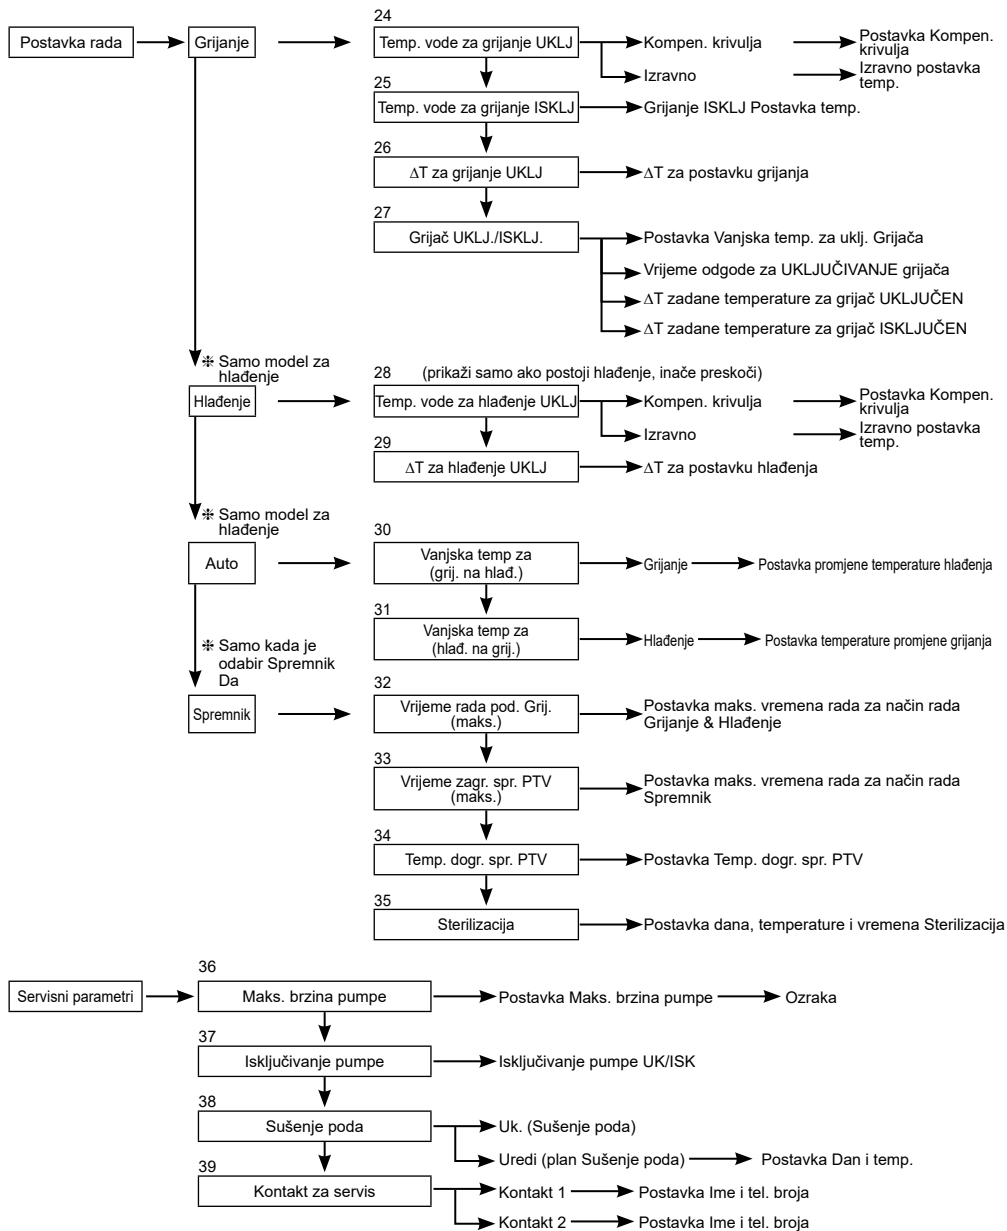 24
Postavka rada
Grijanje
Temp. vode za grijanje UKLJ
Kompen. krivulja
Postavka Kompen.
krivulja
Izravno
Izravno postavka
temp.
25
Temp. vode za grijanje ISKLJ
Grijanje ISKLJ Postavka temp.
26
ΔT za grijanje UKLJ
ΔT za postavku grijanja
27
Grijač UKLJ./ISKLJ.
Postavka Vanjska temp. za uklj. Grijača
Vrijeme odgode za UKLJUČIVANJE grijača
ΔT zadane temperature za grijač UKLJUČEN
ΔT zadane temperature za grijač ISKLJUČEN
⁜ Samo model za
hlađenje
Hlađenje
28 (prikaži samo ako postoji hlađenje, inače preskoči)
Temp. vode za hlađenje UKLJ
Kompen. krivulja
Postavka Kompen.
krivulja
Izravno
Izravno postavka
temp.
29
ΔT za hlađenje UKLJ
ΔT za postavku hlađenja
⁜ Samo model za
hlađenje
Auto
30
Vanjska temp za
(grij. na hlađ.)
Grijanje
Postavka promjene temperature hlađenja
31
Vanjska temp za
(hlađ. na grij.)
Hlađenje
Postavka temperature promjene grijanja
⁜ Samo kada je
odabir Spremnik
Da
Spremnik
32
Vrijeme rada pod. Grij.
(maks.)
Postavka maks. vremena rada za način rada
Grijanje & Hlađenje
33
Vrijeme zagr. spr. PTV
(maks.)
Postavka maks. vremena rada za način rada
Spremnik
34
Temp. dogr. spr. PTV
Postavka Temp. dogr. spr. PTV
35
Sterilizacija
Postavka dana, temperature i vremena Sterilizacija
36
Servisni parametri
Maks. brzina pumpe
Postavka Maks. brzina pumpe
Ozraka
37
Isključivanje pumpe
Isključivanje pumpe UK/ISK
38
Sušenje poda
Uk. (Sušenje poda)
Uredi (plan Sušenje poda)
Postavka Dan i temp.
39
Kontakt za servis
Kontakt 1
Postavka Ime i tel. broja
Kontakt 2
Postavka Ime i tel. broja